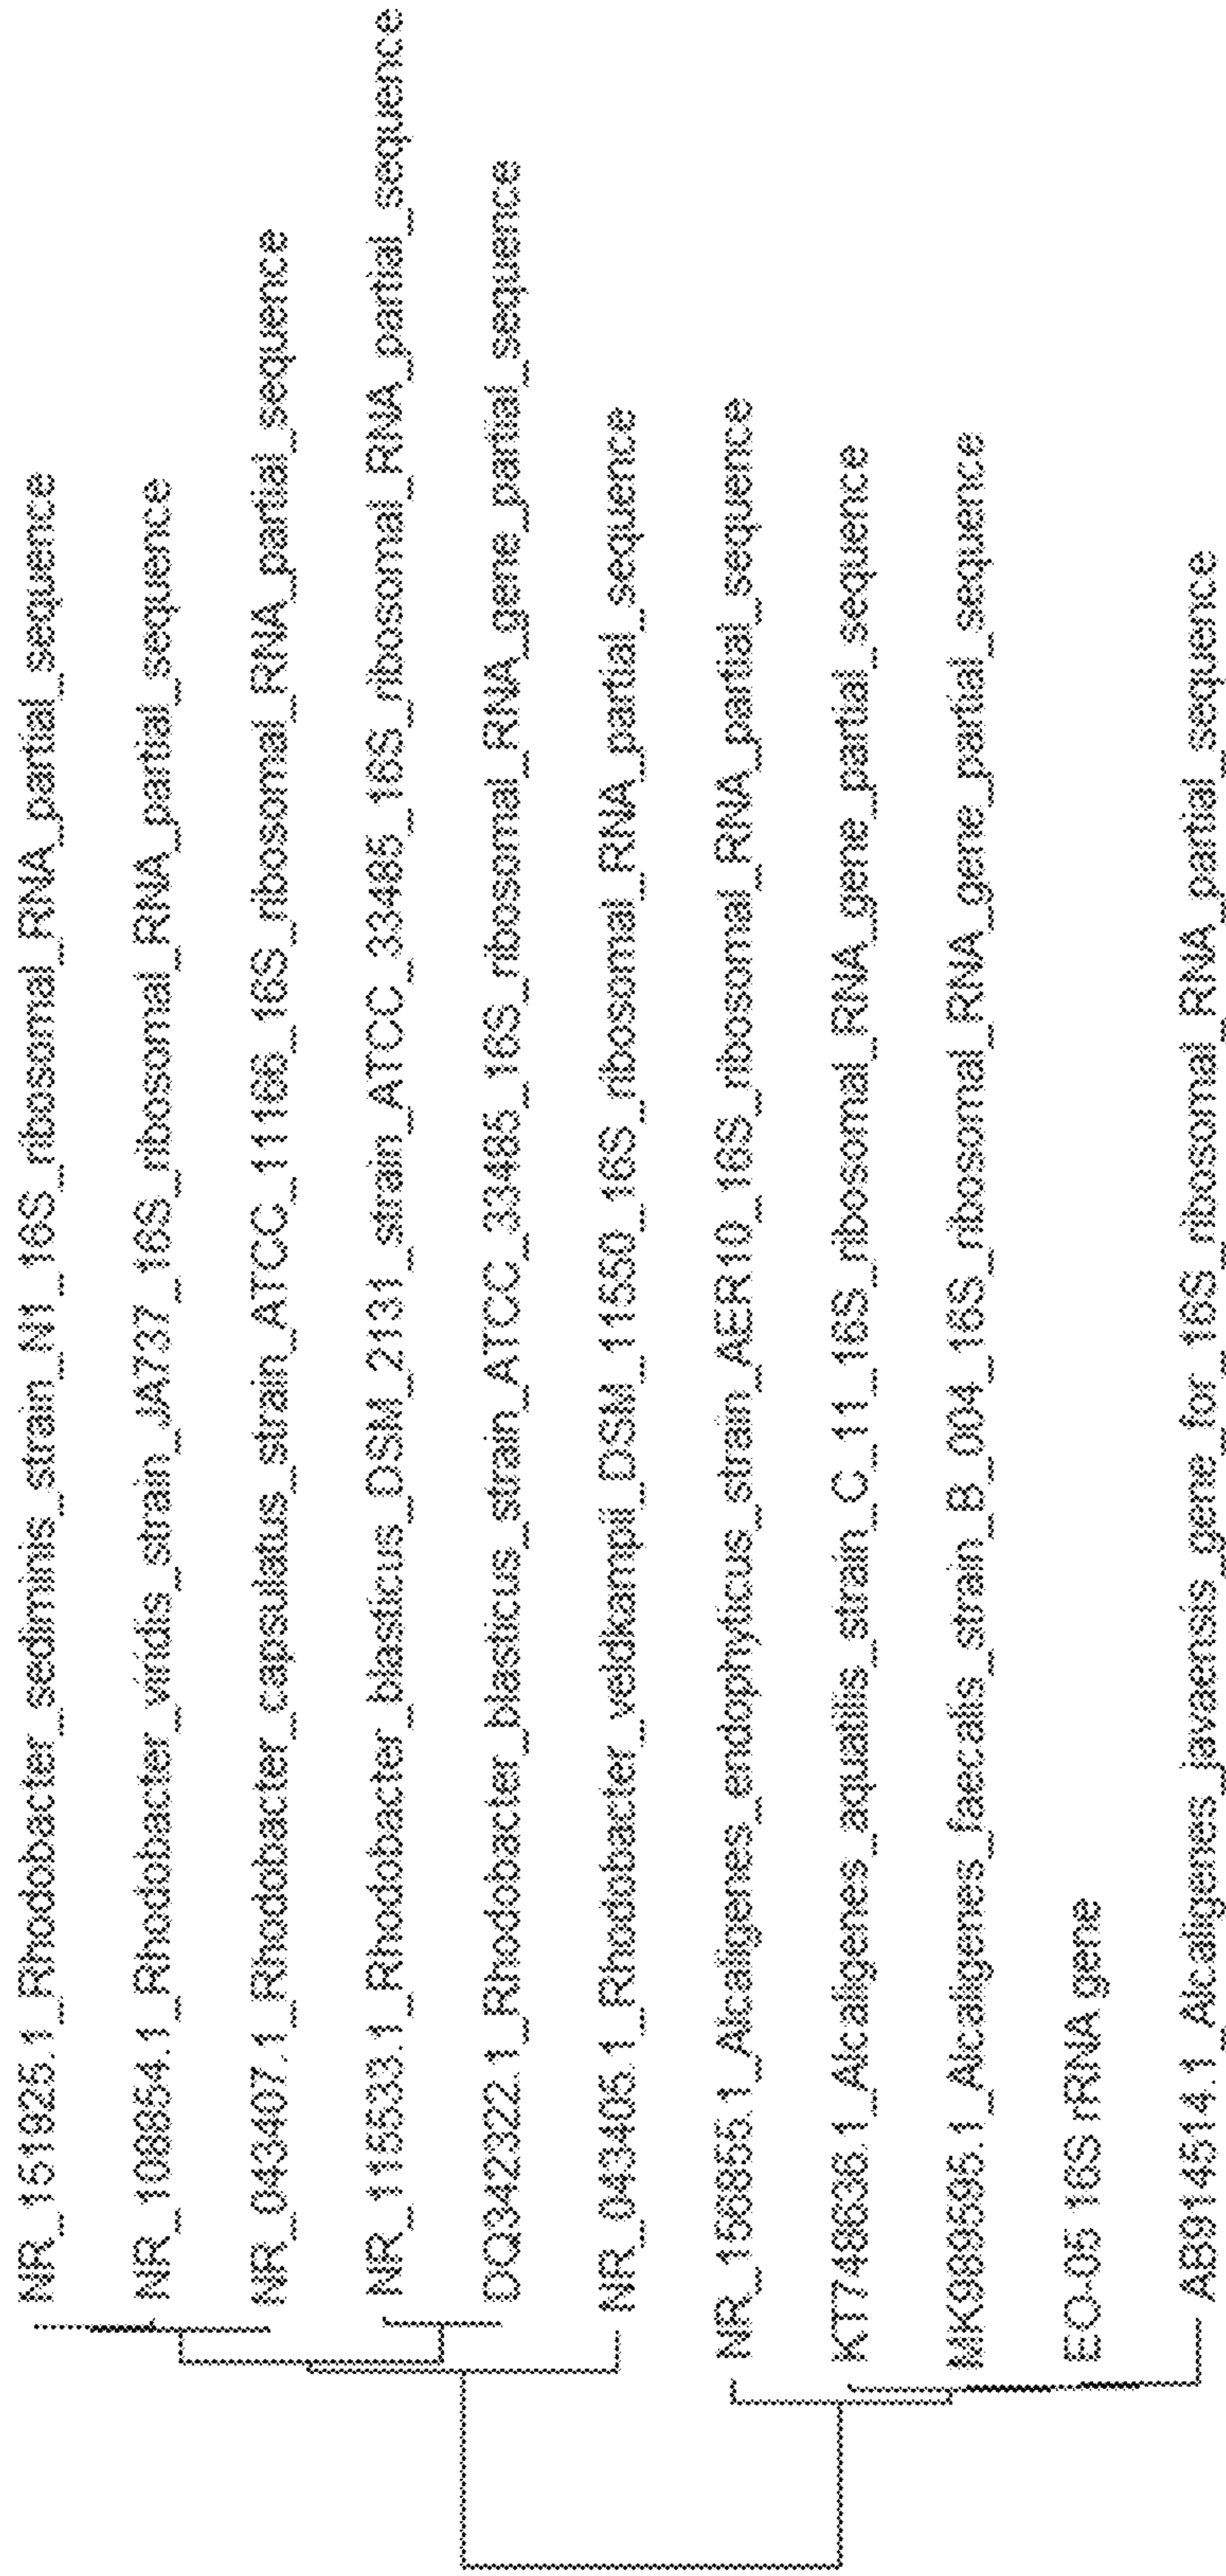 NR_151925.1_Rhodobacter_sediminis_strain_N1_16S_ribosomal_RNA_partial_sequence
NR_108854.1_Rhodobacter_viridis_strain_JA737_16S_ribosomal_RNA_partial_sequence
NR_043407.1_Rhodobacter_capsulatus_strain_ATCC_11166_16S_ribosomal_RNA_partial_sequence
NR_115533.1_Rhodobacter_blasticus_DSM_2131_strain_ATCC_33485_16S_ribosomal_RNA_partial_sequence
DQ342322.1_Rhodobacter_blasticus_strain_ATCC_33485_16S_ribosomal_RNA_gene_partial_sequence
NR_043405.1_Rhodobacter_veldkampii_DSM_11550_16S_ribosomal_RNA_partial_sequence
NR_156855.1_Alcaligenes_endophyticus_strain_AER10_16S_ribosomal_RNA_partial_sequence
KT748636.1_Alcaligenes_aquatilis_strain_C_11_16S_ribosomal_RNA_gene_partial_sequence
MK989595.1_Alcaligenes_faecalis_strain_B_004_16S_ribosomal_RNA_gene_partial_sequence
EO-05 16S rRNA gene
AB914514.1_Alcaligenes_javaensis_gene_for_16S_ribosomal_RNA_partial_sequence